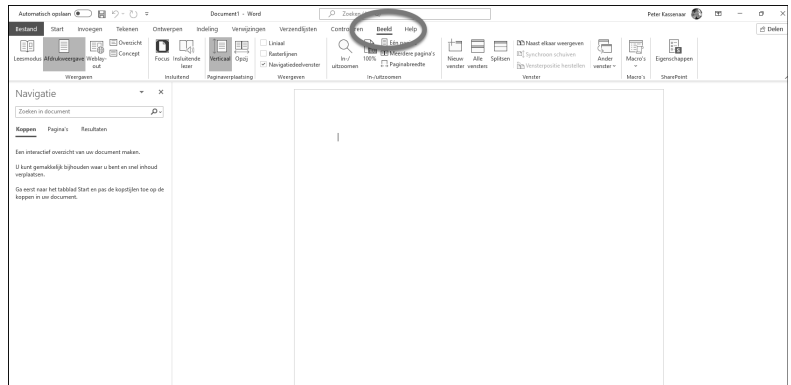 Automatisch opslaan Document1 - Word Zoeken Peter Kassenaar
Bestand Start Invoegen Tekenen Ontwerpen Indeling Verwijzingen Verzendlijsten Controleren Beeld Help Delen
Leesmodus Afdrukweergave Weblay-out Overzicht Concept
Weergaven
Focus Insluitende lezer
Insluitend
Verticaal Opzij
Paginaverplaatsing
Liniaal
Rasterlijnen
Navigatiedeelvenster
Weergeven
In-/uitzoomen 100% Eén pagina
Meerdere pagina's
Paginabreedte
In-/uitzoomen
Nieuw venster Alle vensters Splitsen
Naast elkaar weergeven
Synchroon schuiven
Vensterpositie herstellen
Ander venster
Venster
Macro's
Macro's
Eigenschappen
SharePoint
Navigatie
Zoeken in document
Koppen Pagina's Resultaten
Een interactief overzicht van uw document maken.
U kunt gemakkelijk bijhouden waar u bent en snel inhoud
verplaatsen.
Ga eerst naar het tabblad Start en pas de kopstijlen toe op de
koppen in uw document.